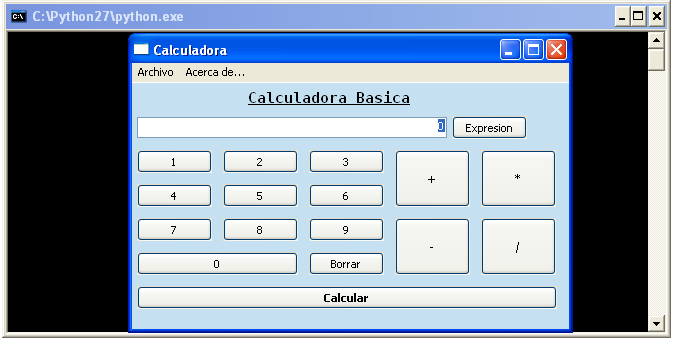 C:\Python27\python.exe
Calculadora
Archivo Acerca de...
Calculadora Basica
0 Expresion
1 2 3 + *
4 5 6
7 8 9 - /
0 Borrar
Calcular